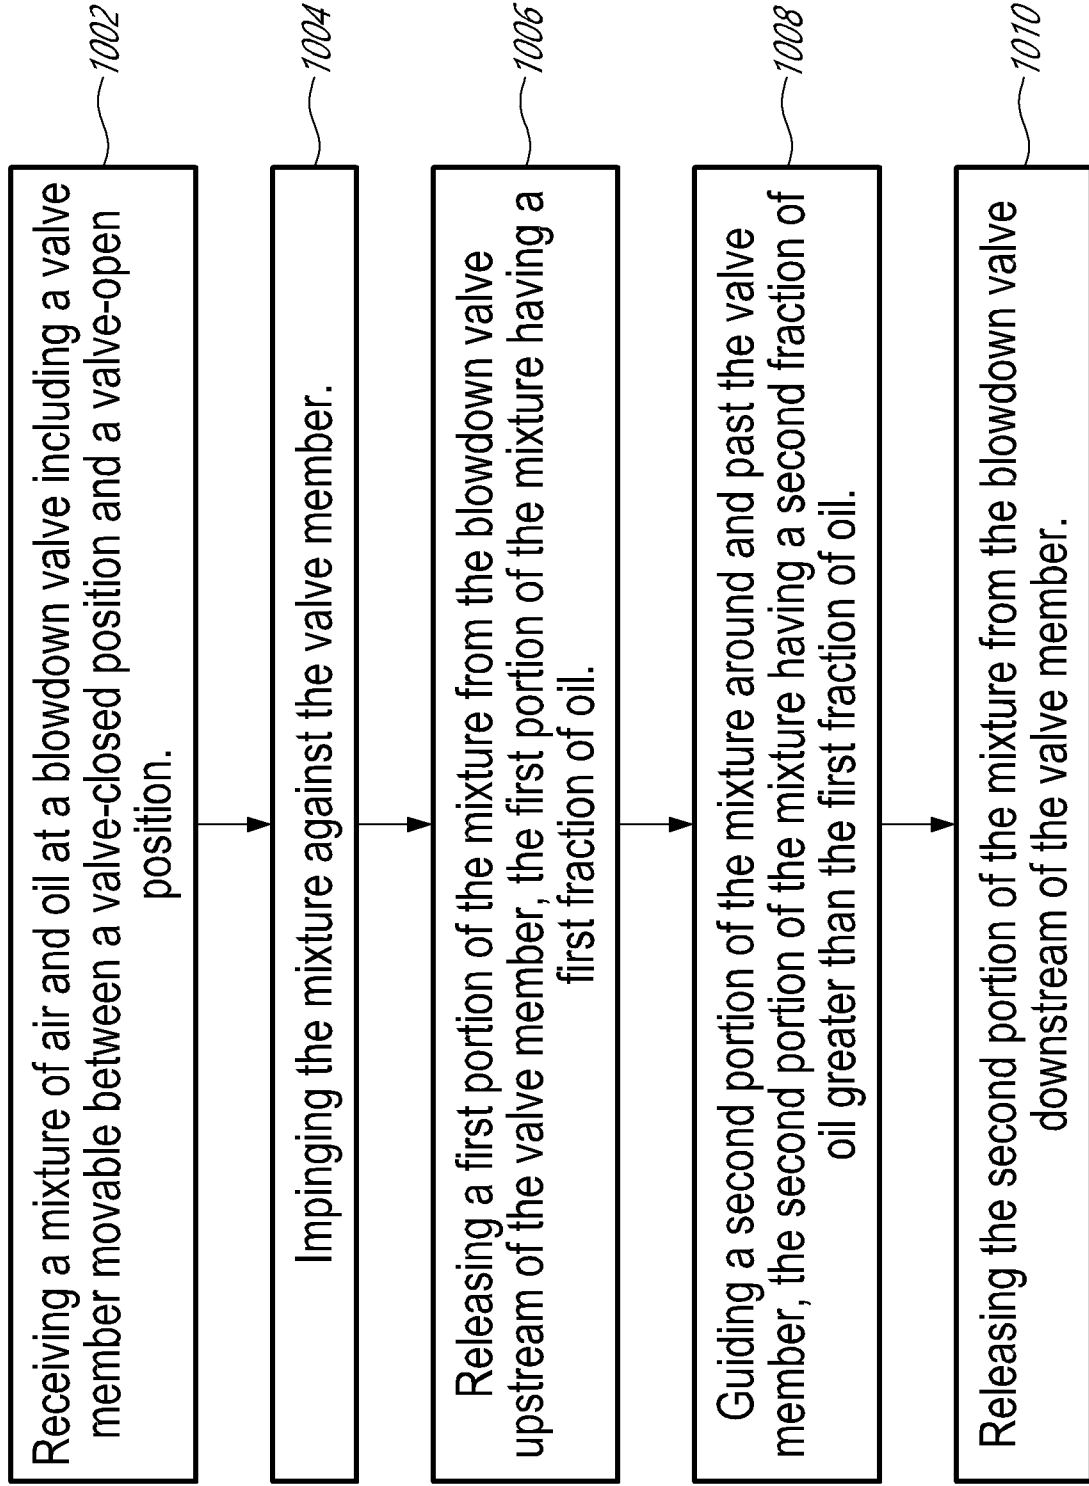 1002
Receiving a mixture of air and oil at a blowdown valve including a valve
member movable between a valve-closed position and a valve-open
position.
1004
Impinging the mixture against the valve member.
1006
Releasing a first portion of the mixture from the blowdown valve
upstream of the valve member, the first portion of the mixture having a
first fraction of oil.
1008
Guiding a second portion of the mixture around and past the valve
member, the second portion of the mixture having a second fraction of
oil greater than the first fraction of oil.
1010
Releasing the second portion of the mixture from the blowdown valve
downstream of the valve member.